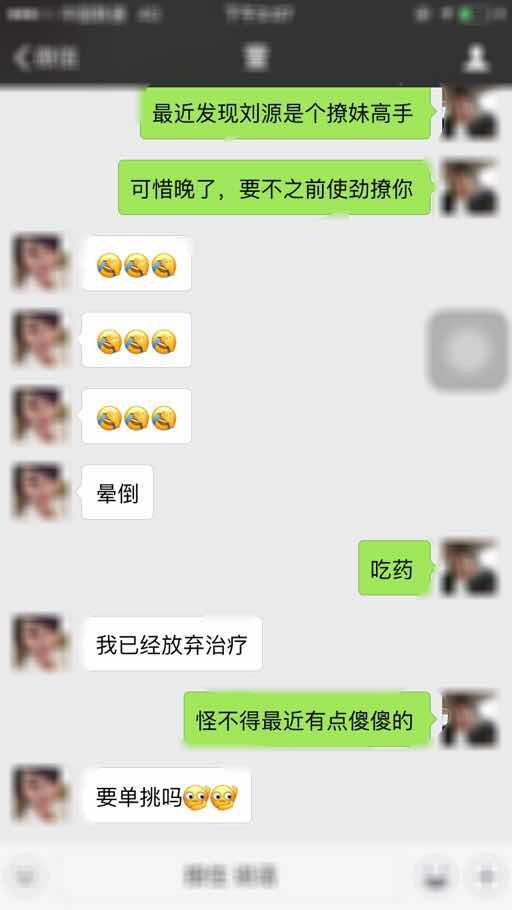 最近发现刘源是个撩妹高手
可惜晚了，要不之前使劲撩你
晕倒
吃药
我已经放弃治疗
怪不得最近有点傻傻的
要单挑吗